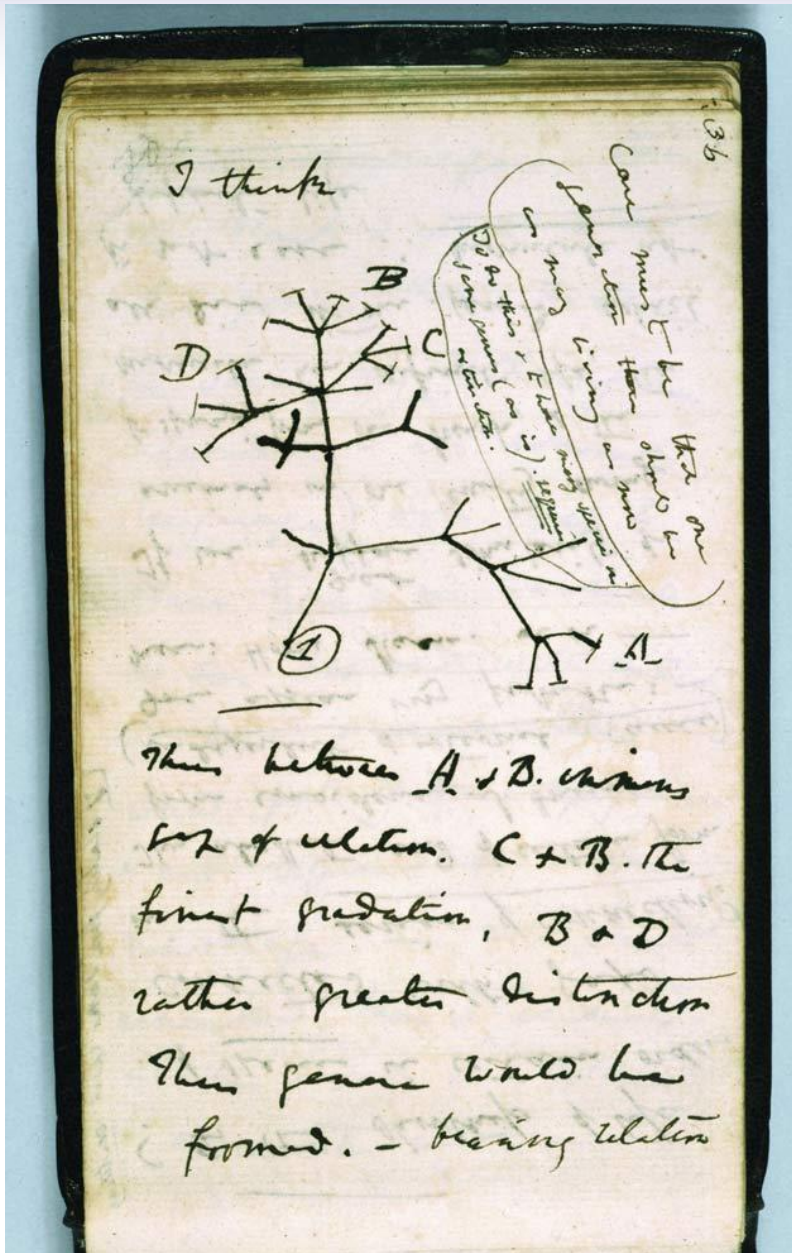 36
I think
Case must be that one
generation then should be
as many living as now
To do this & to have many species in
same genus (as is). requires
extinction.
B
C
D
A
1
Thus between A & B. immens
gap of relation. C & B. the
finest gradation, B & D
rather greater distinction
Thus genera would be
formed. — bearing relation